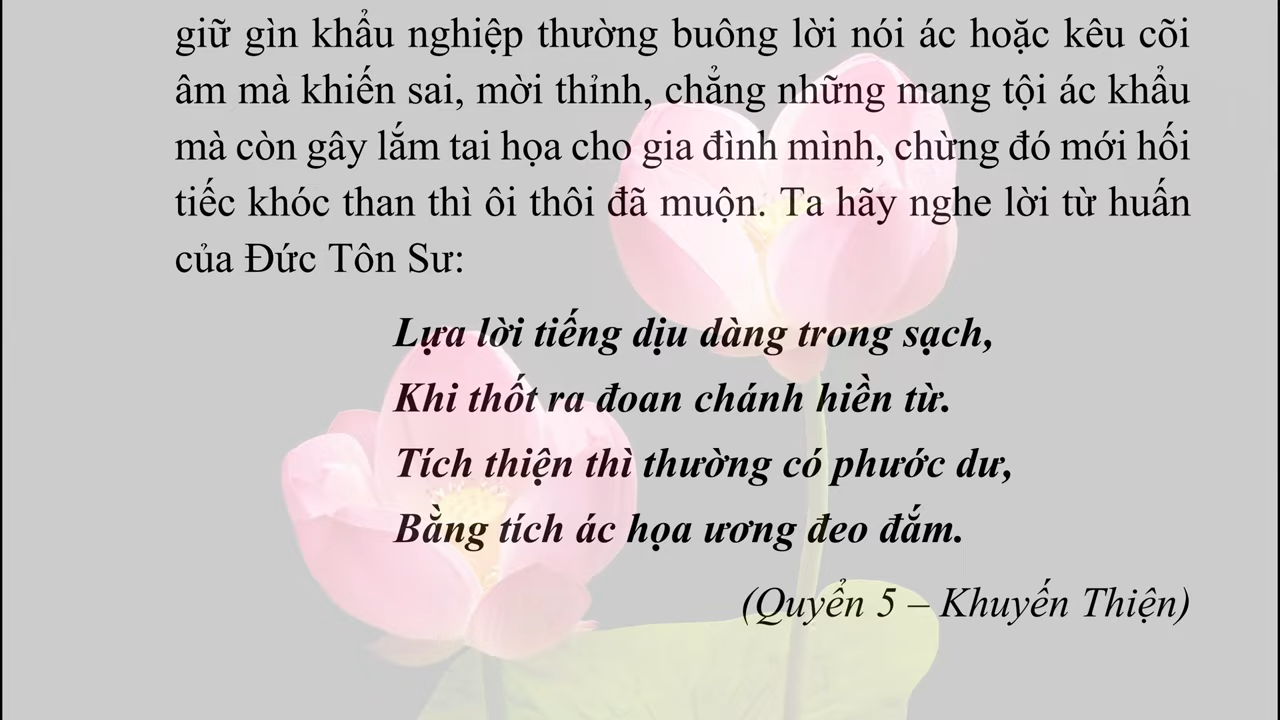 giữ gìn khẩu nghiệp thường buông lời nói ác hoặc kêu cõi
âm mà khiến sai, mời thỉnh, chẳng những mang tội ác khẩu
mà còn gây lắm tai họa cho gia đình mình, chừng đó mới hối
tiếc khóc than thì ôi thôi đã muộn. Ta hãy nghe lời từ huấn
của Đức Tôn Sư:
Lựa lời tiếng dịu dàng trong sạch,
Khi thốt ra đoan chánh hiền từ.
Tích thiện thì thường có phước dư,
Bằng tích ác họa ương đeo đắm.
(Quyển 5 – Khuyến Thiện)